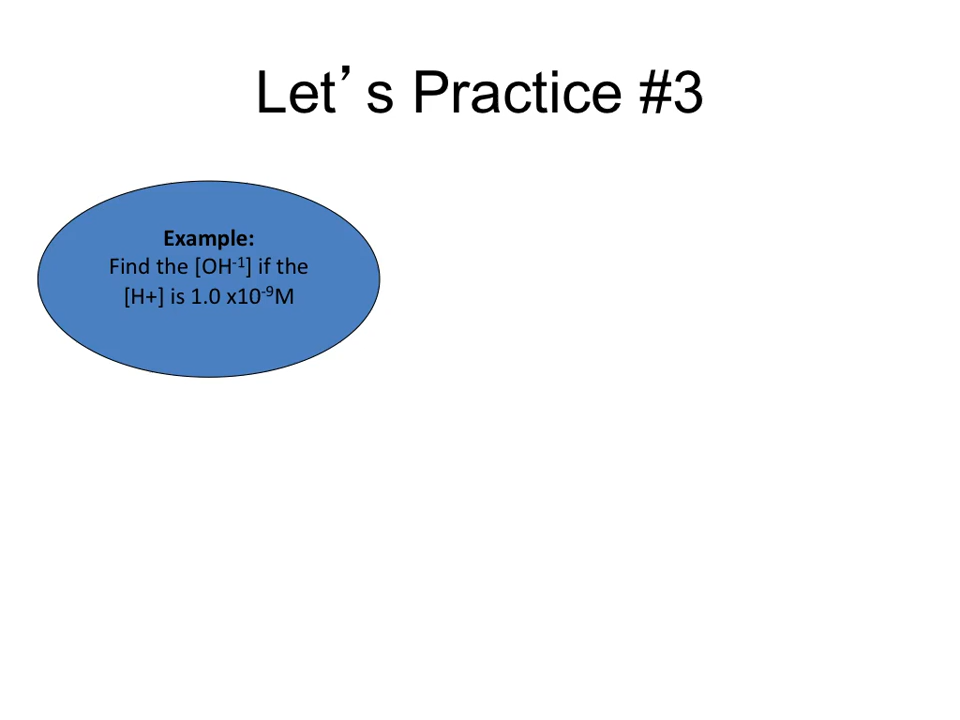 Let’s Practice #3
Example:
Find the [OH⁻¹] if the
[H+] is 1.0 x10⁻⁹M